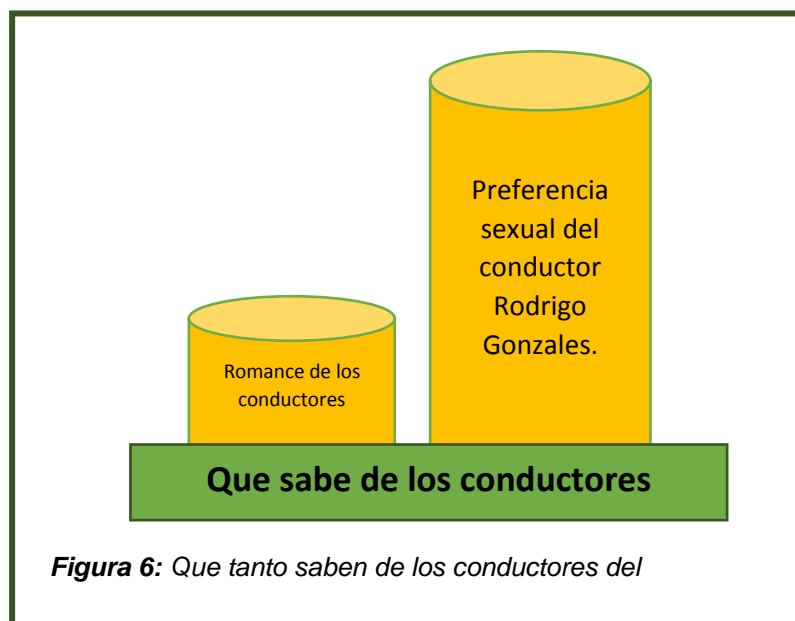 Preferencia
sexual del
conductor
Rodrigo
Gonzales.
Romance de los
conductores
Que sabe de los conductores
Figura 6: Que tanto saben de los conductores del